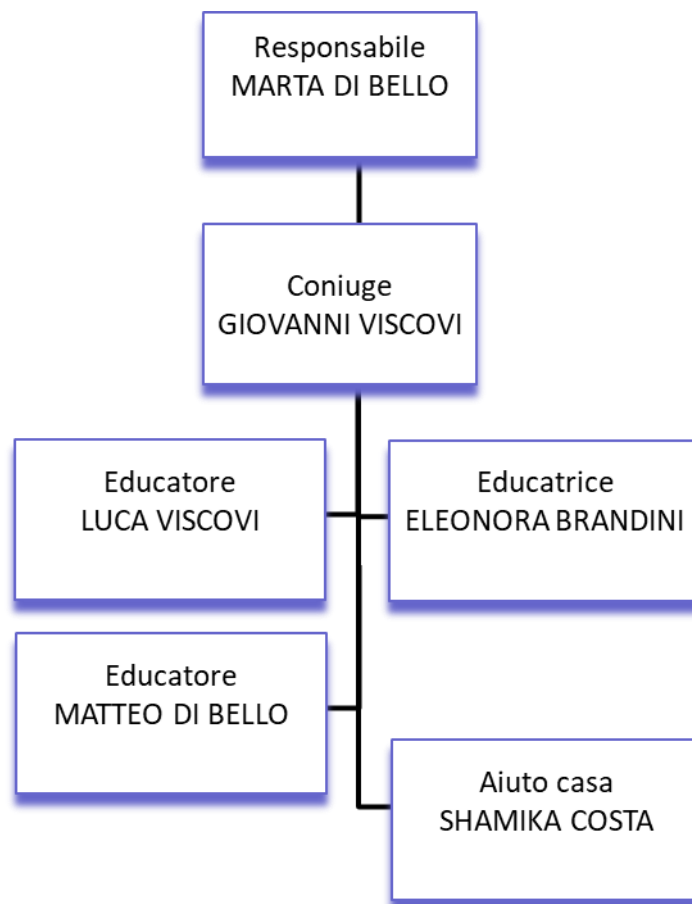 Responsabile
MARTA DI BELLO
Coniuge
GIOVANNI VISCOVI
Educatore
LUCA VISCOVI
Educatrice
ELEONORA BRANDINI
Educatore
MATTEO DI BELLO
Aiuto casa
SHAMIKA COSTA